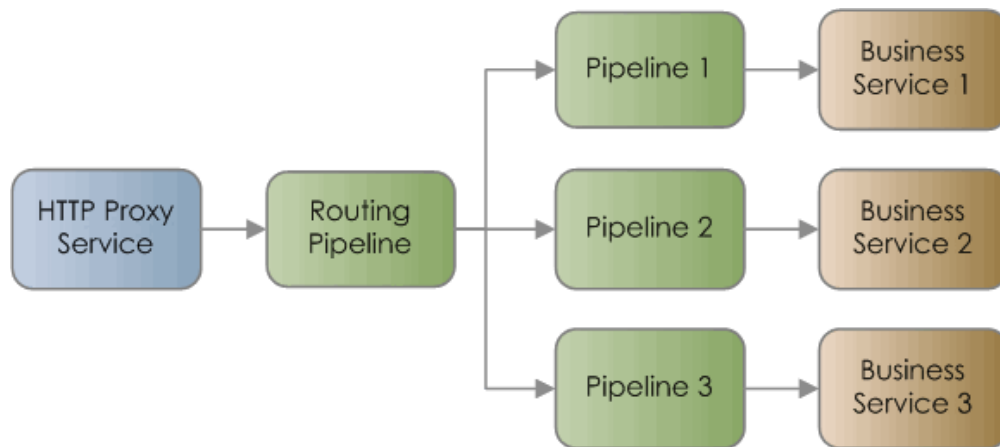 HTTP Proxy
Service
Routing
Pipeline
Pipeline 1
Business
Service 1
Pipeline 2
Business
Service 2
Pipeline 3
Business
Service 3